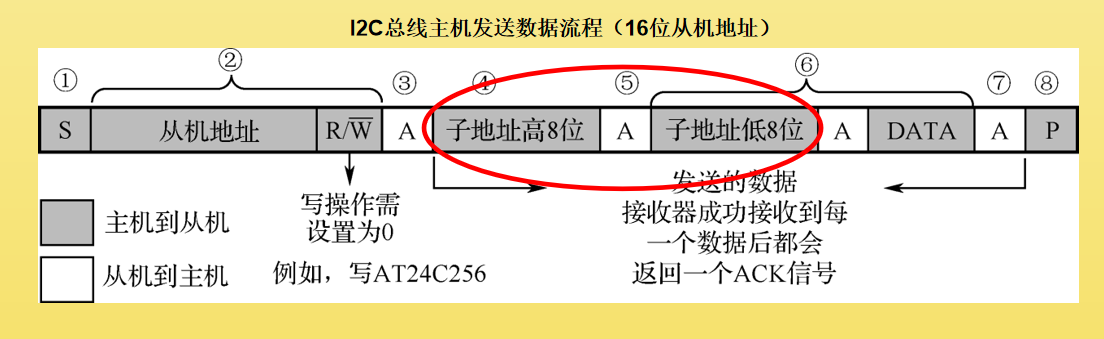 I2C总线主机发送数据流程（16位从机地址）
① ② ③ ④ ⑤ ⑥ ⑦ ⑧
S 从机地址 R/W̅ A 子地址高8位 A 子地址低8位 A DATA A P
主机到从机
从机到主机
写操作需
设置为0
例如，写AT24C256
发送的数据
接收器成功接收到每
一个数据后都会
返回一个ACK信号